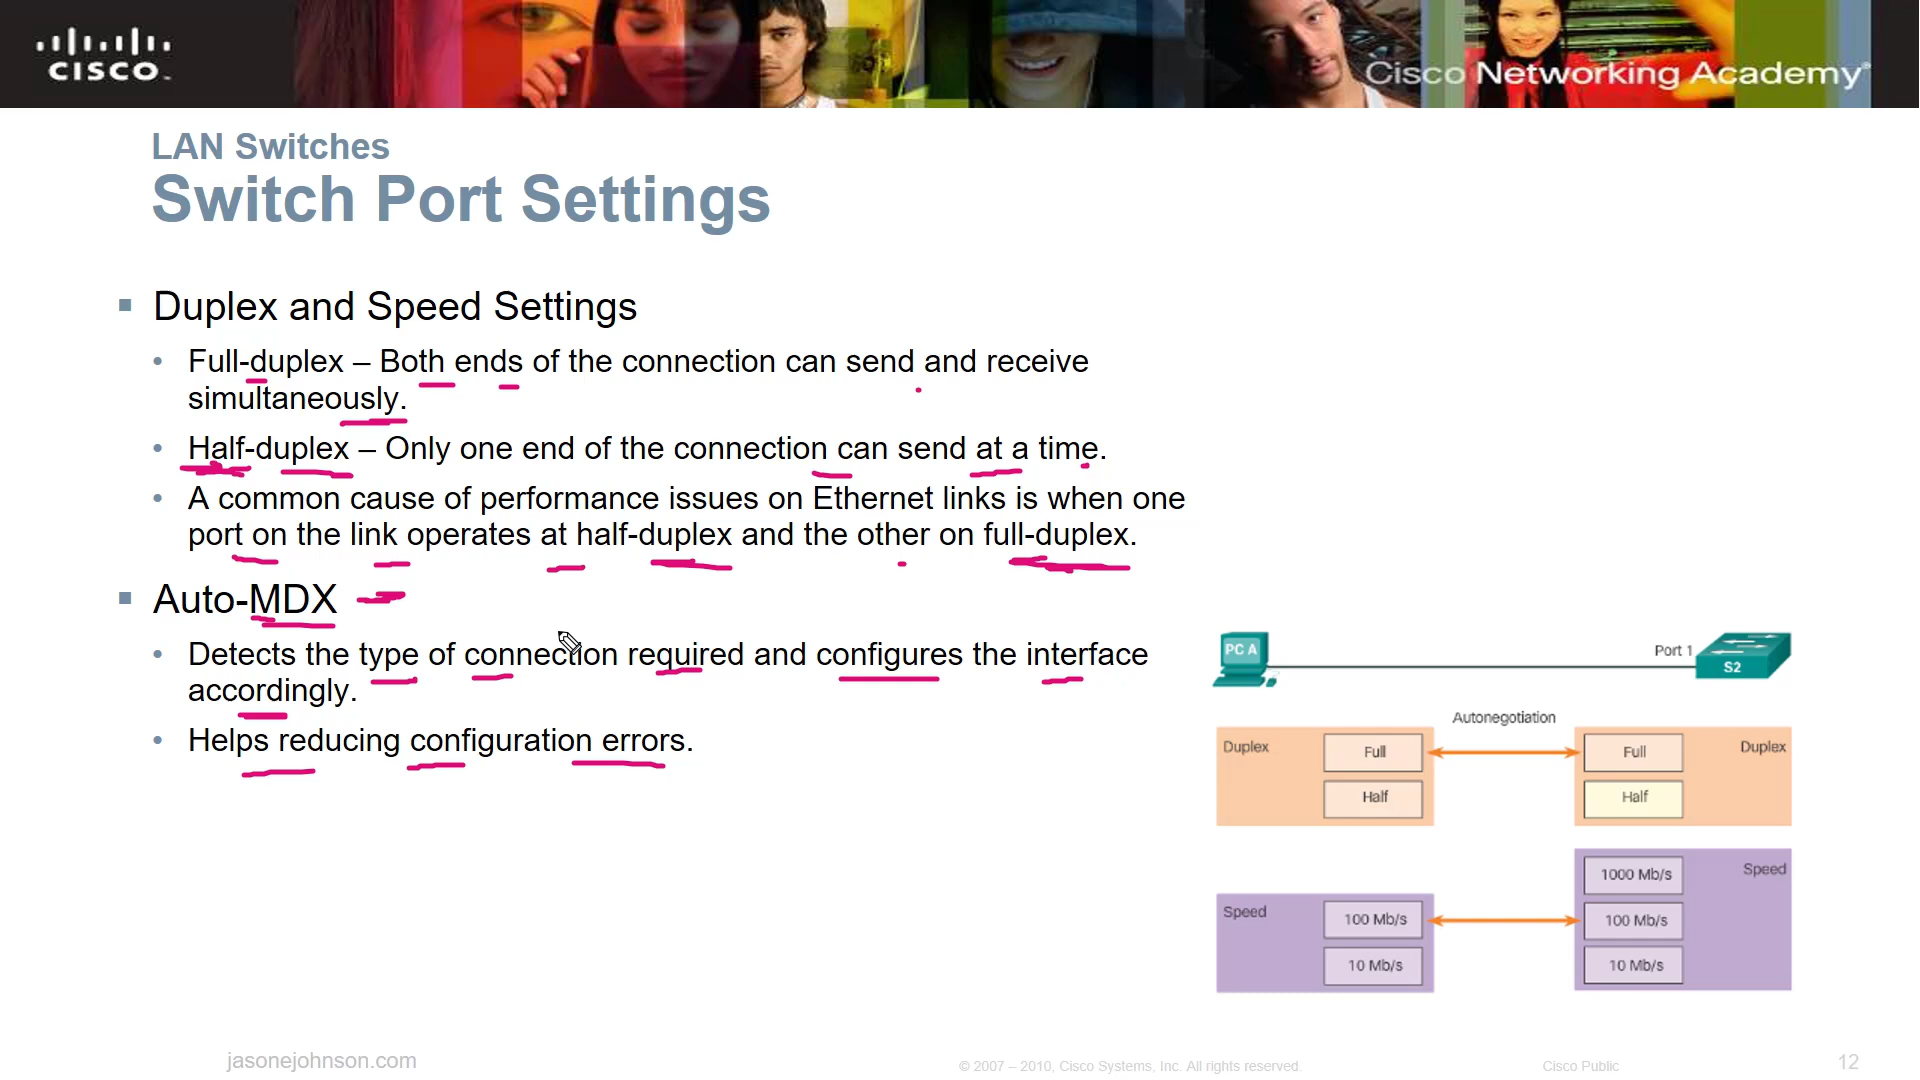 CISCO
Cisco Networking Academy®
LAN Switches
Switch Port Settings
▪ Duplex and Speed Settings
• Full-duplex – Both ends of the connection can send and receive
simultaneously.
• Half-duplex – Only one end of the connection can send at a time.
• A common cause of performance issues on Ethernet links is when one
port on the link operates at half-duplex and the other on full-duplex.
▪ Auto-MDX
• Detects the type of connection required and configures the interface
accordingly.
• Helps reducing configuration errors.
PC A
Port 1
S2
Autonegotiation
Duplex
Full
Full
Duplex
Half
Half
1000 Mb/s
Speed
Speed
100 Mb/s
100 Mb/s
10 Mb/s
10 Mb/s
jasonejohnson.com
© 2007 – 2010, Cisco Systems, Inc. All rights reserved.
Cisco Public
12